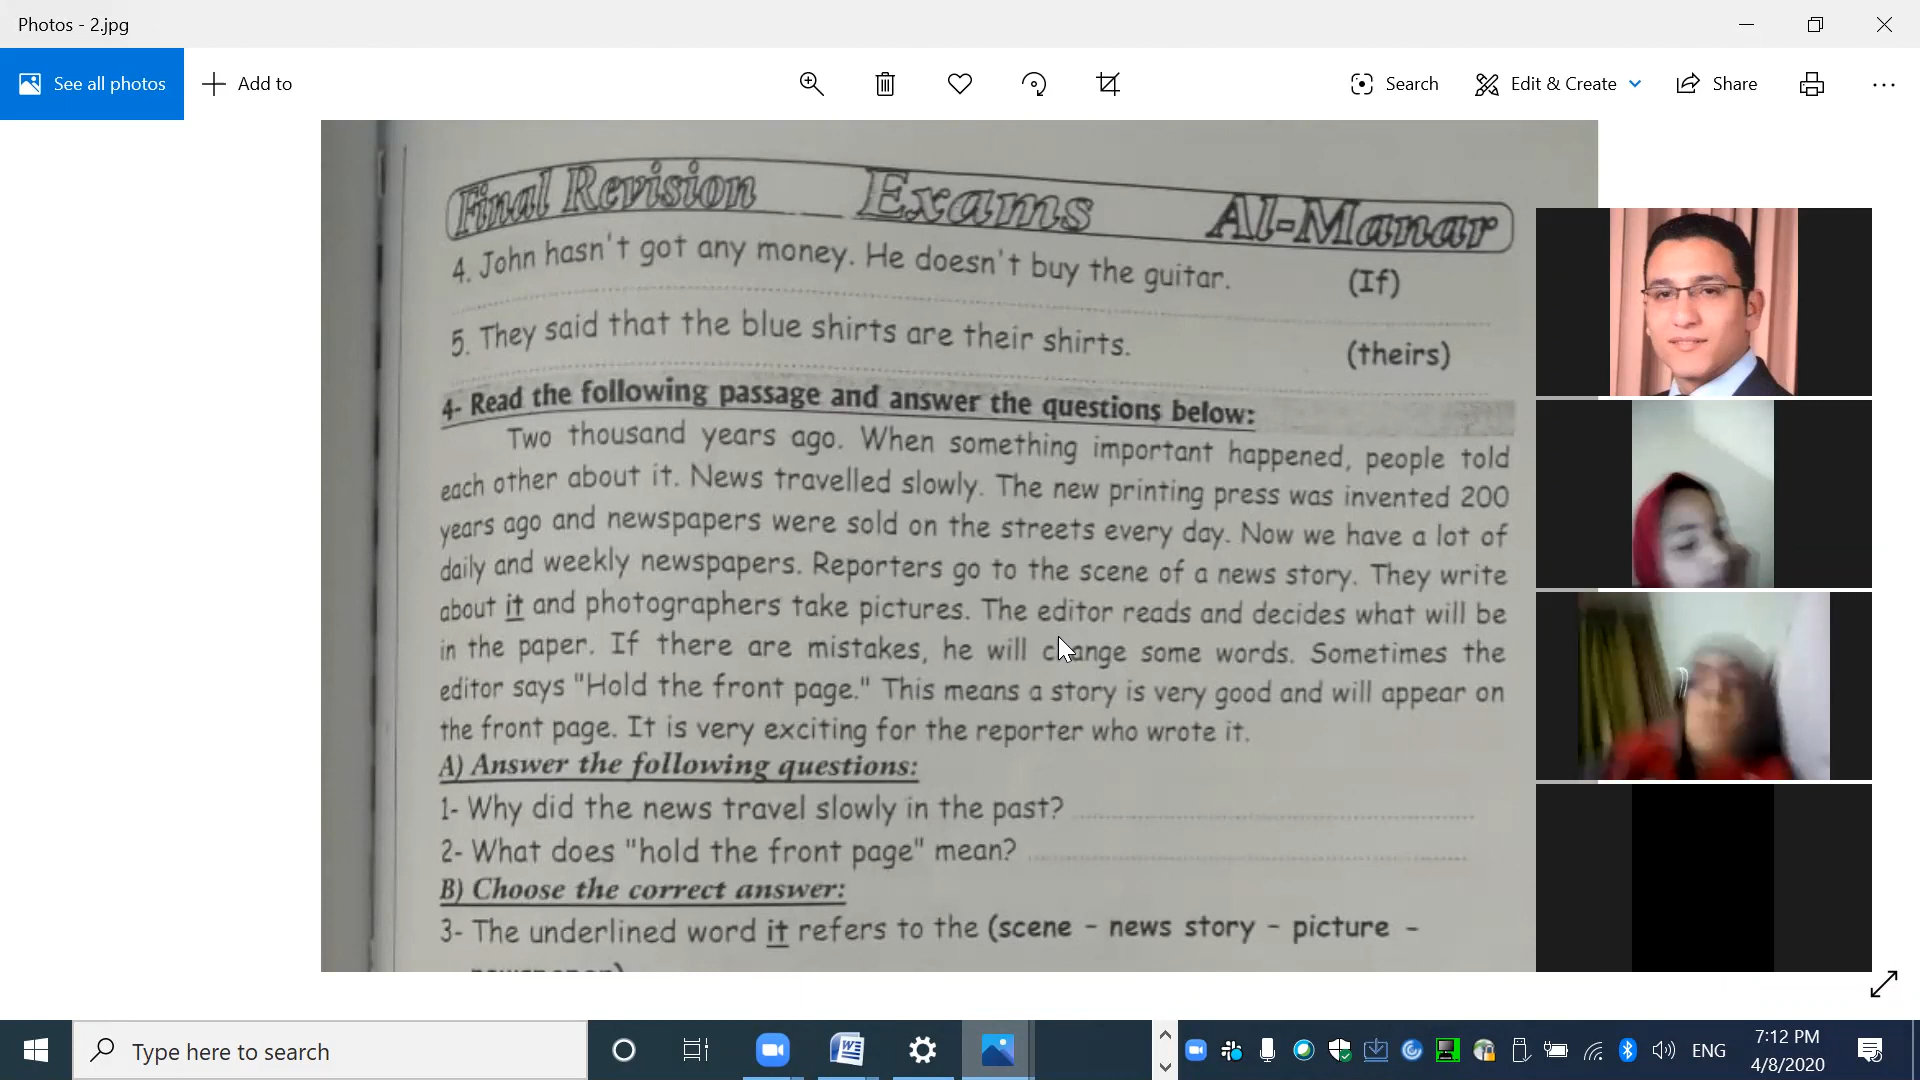 Photos - 2.jpg
See all photos
Add to
Search
Edit & Create
Share
Final Revision Exams Al-Manar
4. John hasn't got any money. He doesn't buy the guitar. (If)
5. They said that the blue shirts are their shirts. (theirs)
4- Read the following passage and answer the questions below:
Two thousand years ago. When something important happened, people told
each other about it. News travelled slowly. The new printing press was invented 200
years ago and newspapers were sold on the streets every day. Now we have a lot of
daily and weekly newspapers. Reporters go to the scene of a news story. They write
about it and photographers take pictures. The editor reads and decides what will be
in the paper. If there are mistakes, he will change some words. Sometimes the
editor says "Hold the front page." This means a story is very good and will appear on
the front page. It is very exciting for the reporter who wrote it.
A) Answer the following questions:
1- Why did the news travel slowly in the past?
2- What does "hold the front page" mean?
B) Choose the correct answer:
3- The underlined word it refers to the (scene - news story - picture -
Type here to search
ENG
7:12 PM
4/8/2020